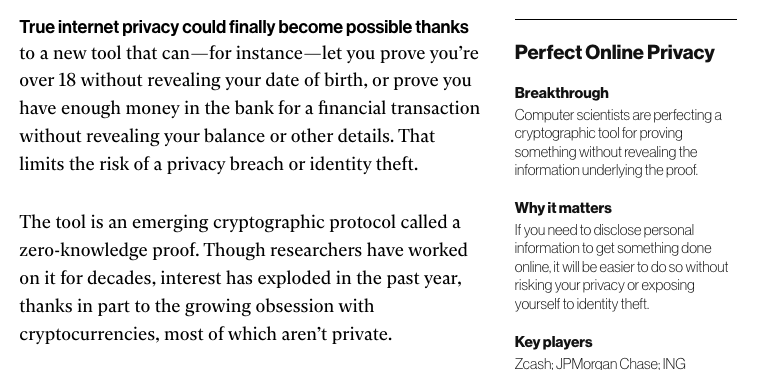 True internet privacy could finally become possible thanks
to a new tool that can—for instance—let you prove you're
over 18 without revealing your date of birth, or prove you
have enough money in the bank for a financial transaction
without revealing your balance or other details. That
limits the risk of a privacy breach or identity theft.
The tool is an emerging cryptographic protocol called a
zero-knowledge proof. Though researchers have worked
on it for decades, interest has exploded in the past year,
thanks in part to the growing obsession with
cryptocurrencies, most of which aren't private.
Perfect Online Privacy
Breakthrough
Computer scientists are perfecting a
cryptographic tool for proving
something without revealing the
information underlying the proof.
Why it matters
If you need to disclose personal
information to get something done
online, it will be easier to do so without
risking your privacy or exposing
yourself to identity theft.
Key players
Zcash; JPMorgan Chase; ING